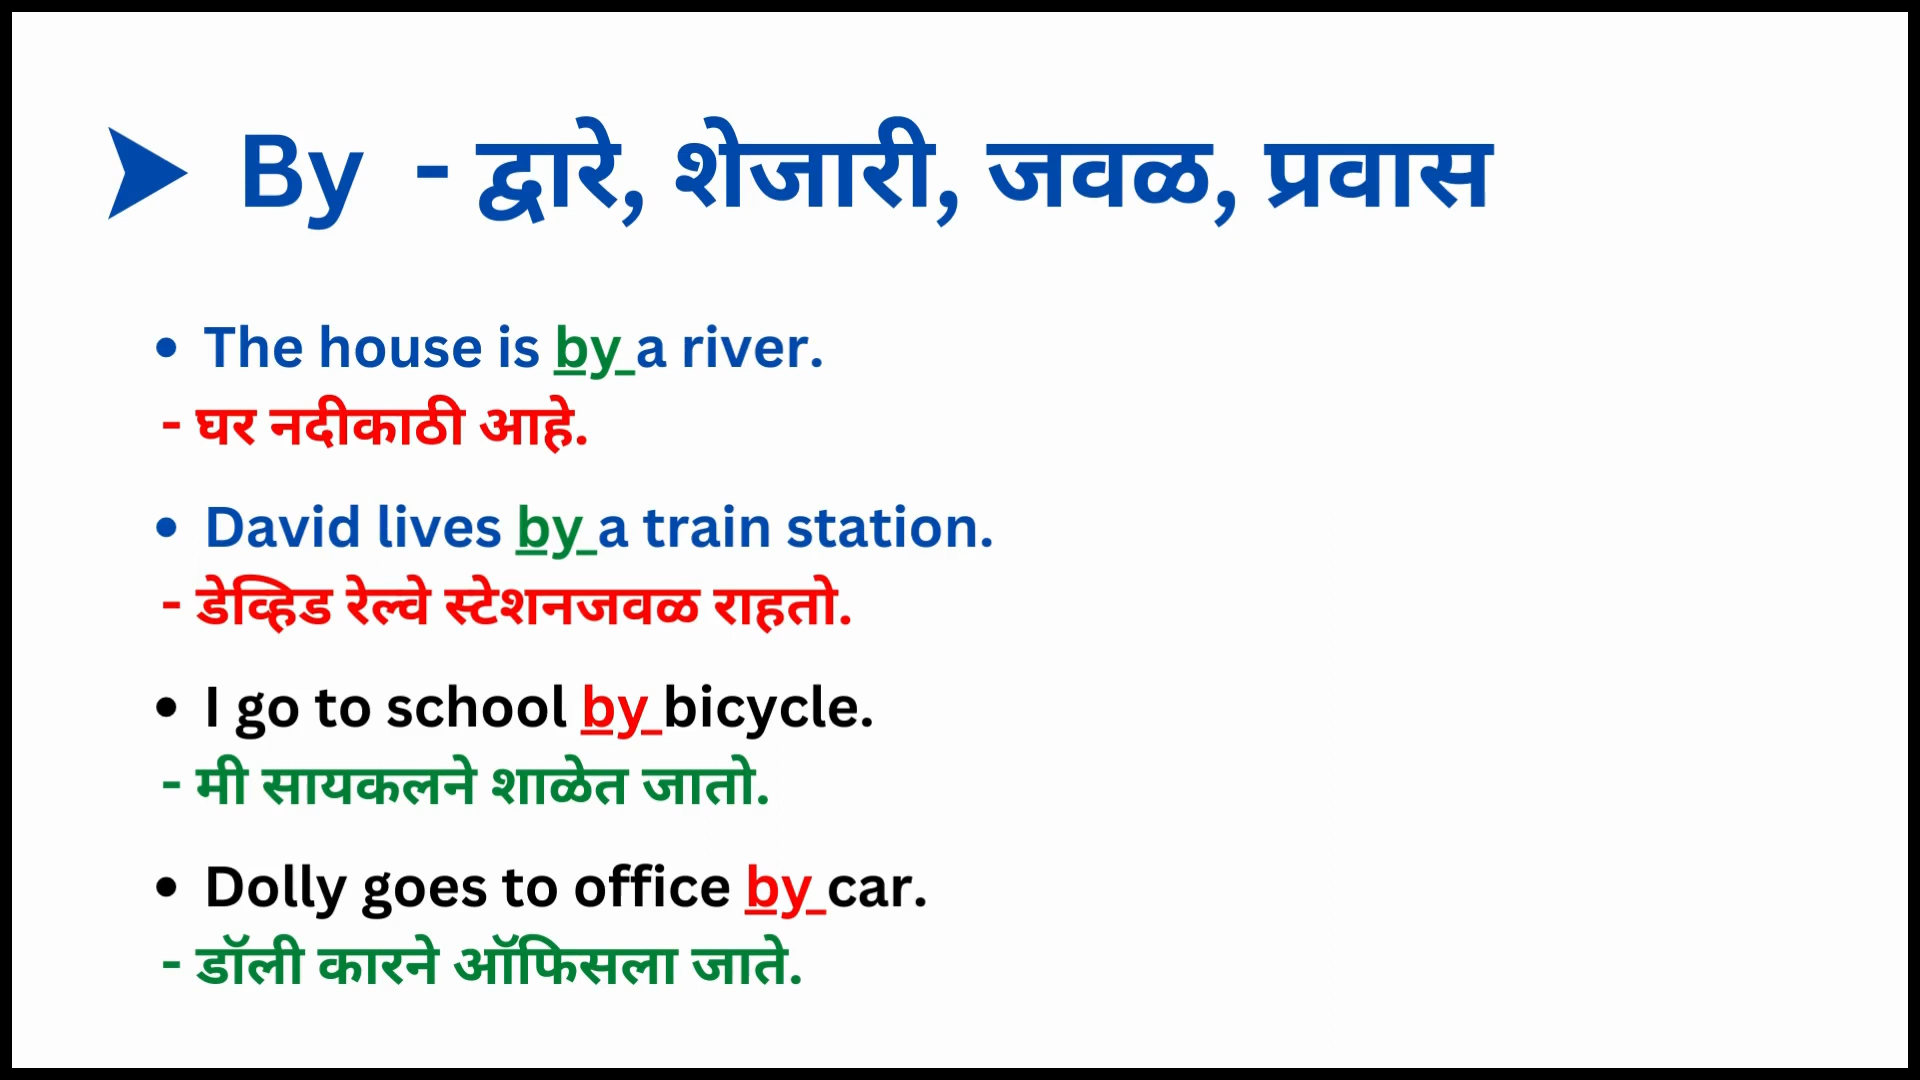 ➤ By - द्वारे, शेजारी, जवळ, प्रवास
• The house is by a river.
- घर नदीकाठी आहे.
• David lives by a train station.
- डेव्हिड रेल्वे स्टेशनजवळ राहतो.
• I go to school by bicycle.
- मी सायकलने शाळेत जातो.
• Dolly goes to office by car.
- डॉली कारने ऑफिसला जाते.